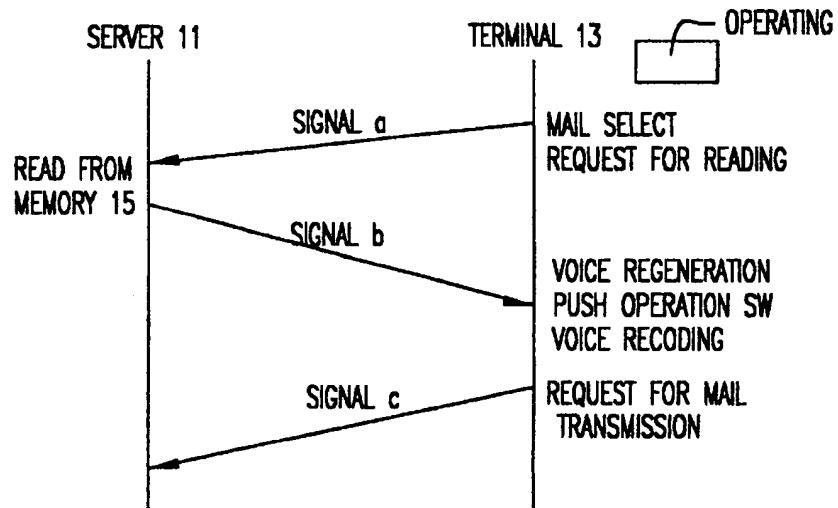 SERVER 11
TERMINAL 13
OPERATING
SIGNAL a
MAIL SELECT
REQUEST FOR READING
READ FROM
MEMORY 15
SIGNAL b
VOICE REGENERATION
PUSH OPERATION SW
VOICE RECODING
SIGNAL c
REQUEST FOR MAIL
TRANSMISSION